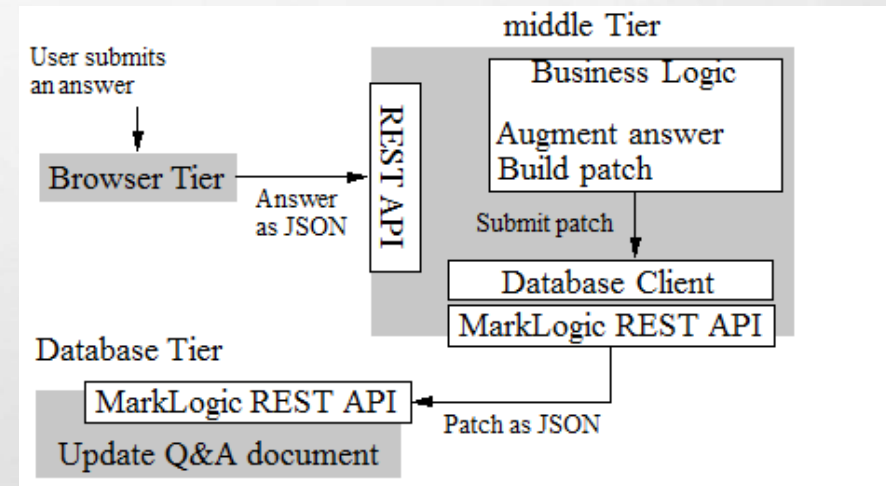 middle Tier
User submits
an answer
Business Logic
Augment answer
Build patch
REST API
Browser Tier
Answer
as JSON
Submit patch
Database Client
MarkLogic REST API
Database Tier
MarkLogic REST API
Patch as JSON
Update Q&A document